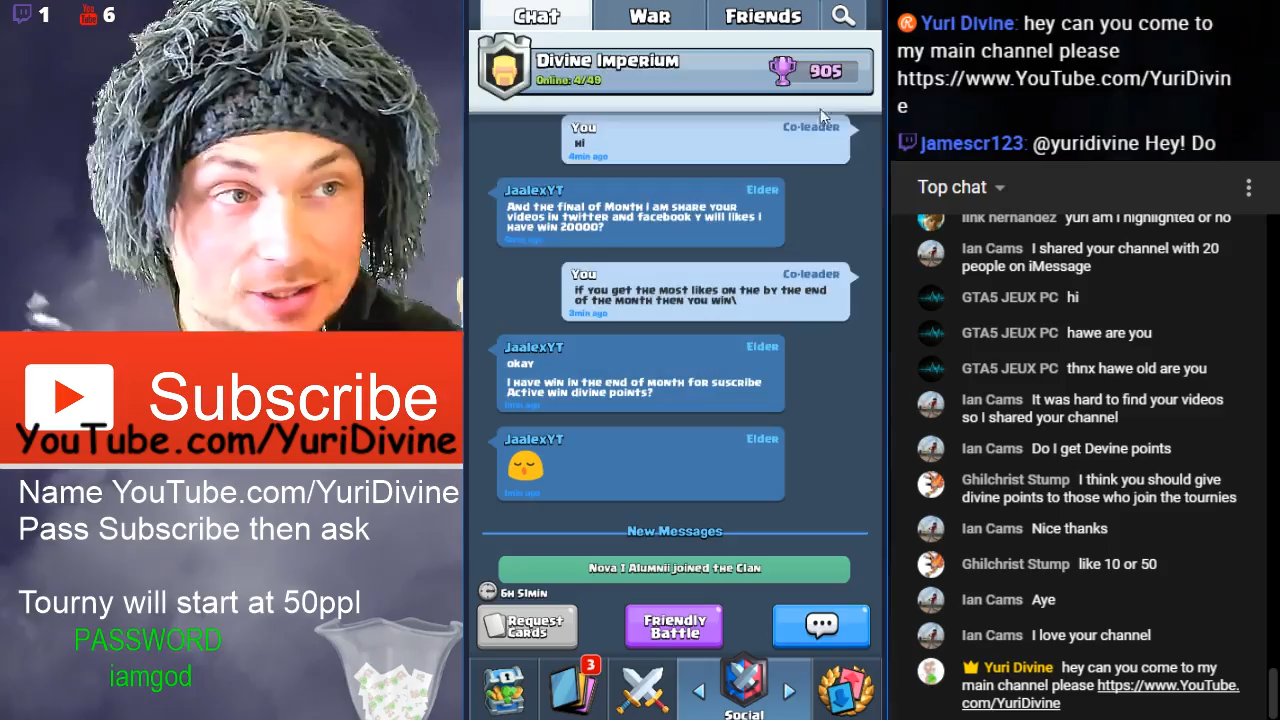 1
6
Subscribe
YouTube.com/YuriDivine
Name YouTube.com/YuriDivine
Pass Subscribe then ask
Tourny will start at 50ppl
PASSWORD
iamgod
Chat
War
Friends
Divine Imperium
Online: 4/49
905
You
Co-leader
Hi
4min ago
JaalexYT
Elder
And the final of Month I am share your
videos in twitter and facebook Y will likes I
have win 20000?
You
Co-leader
if you get the most likes on the by the end
of the month then you win\
3min ago
JaalexYT
Elder
okay
I have win in the end of month for suscribe
Active win divine points?
JaalexYT
Elder
New Messages
Nova I Alumnii joined the Clan
6h 51min
Request
Cards
Friendly
Battle
1
3
Social
Yuri Divine: hey can you come to
my main channel please
https://www.YouTube.com/YuriDivin
e
Jamescr123: @yuridivine Hey! Do
Top chat
link hernandez yuri am i highlighted or no
Ian Cams I shared your channel with 20
people on iMessage
GTA5 JEUX PC hi
GTA5 JEUX PC hawe are you
GTA5 JEUX PC thnx hawe old are you
Ian Cams It was hard to find your videos
so I shared your channel
Ian Cams Do I get Devine points
Ghilchrist Stump I think you should give
divine points to those who join the tournies
Ian Cams Nice thanks
Ghilchrist Stump like 10 or 50
Ian Cams Aye
Ian Cams I love your channel
Yuri Divine hey can you come to my
main channel please https://www.YouTube.
com/YuriDivine